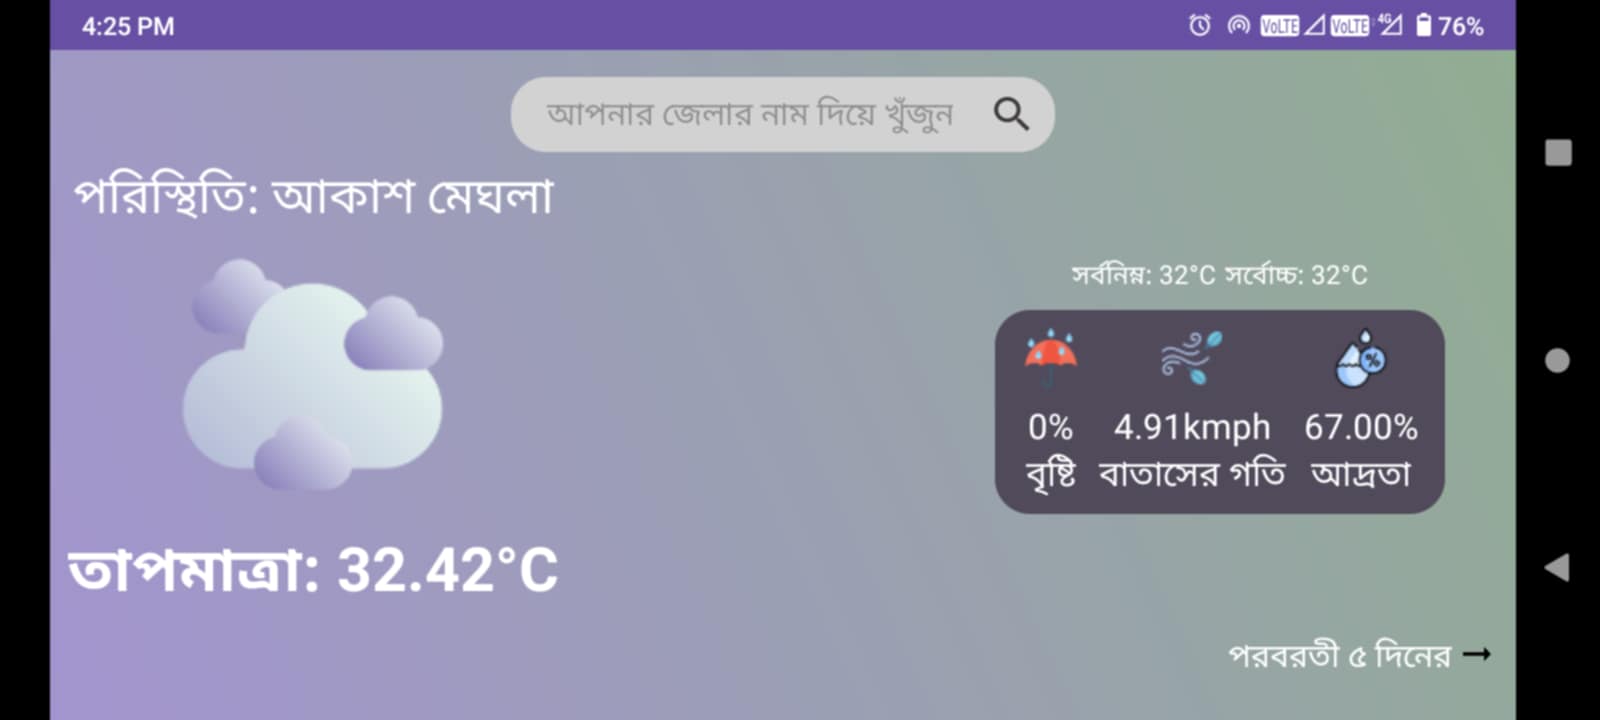 4:25 PM VoLTE VoLTE 4G 76%
আপনার জেলার নাম দিয়ে খুঁজুন
পরিস্থিতি: আকাশ মেঘলা
সর্বনিম্ন: 32°C সর্বোচ্চ: 32°C
%
0% 4.91kmph 67.00%
বৃষ্টি বাতাসের গতি আদ্রতা
তাপমাত্রা: 32.42°C
পরবরতী ৫ দিনের →